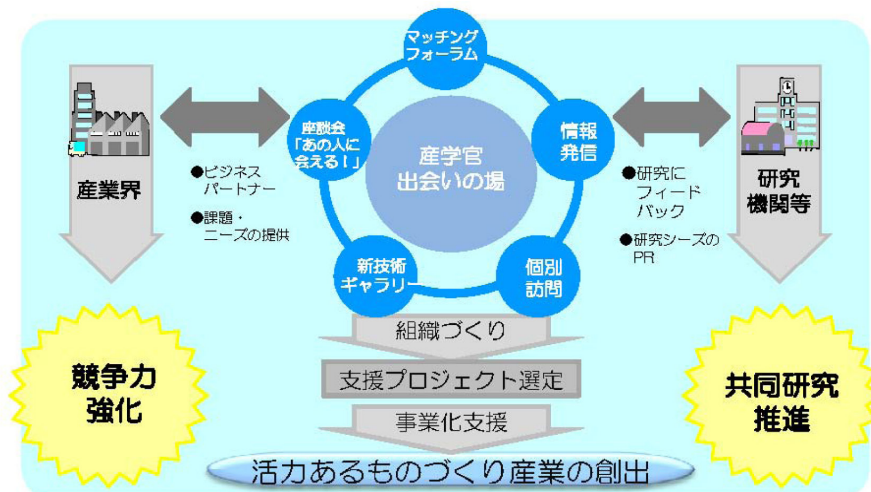 マッチング
フォーラム
座談会
「あの人に
会える！」
情報
発信
産学官
出会いの場
新技術
ギャラリー
個別
訪問
産業界
●ビジネス
パートナー
●課題・
ニーズの提供
●研究に
フィード
バック
●研究シーズの
PR
研究
機関等
競争力
強化
組織づくり
支援プロジェクト選定
事業化支援
共同研究
推進
活力あるものづくり産業の創出